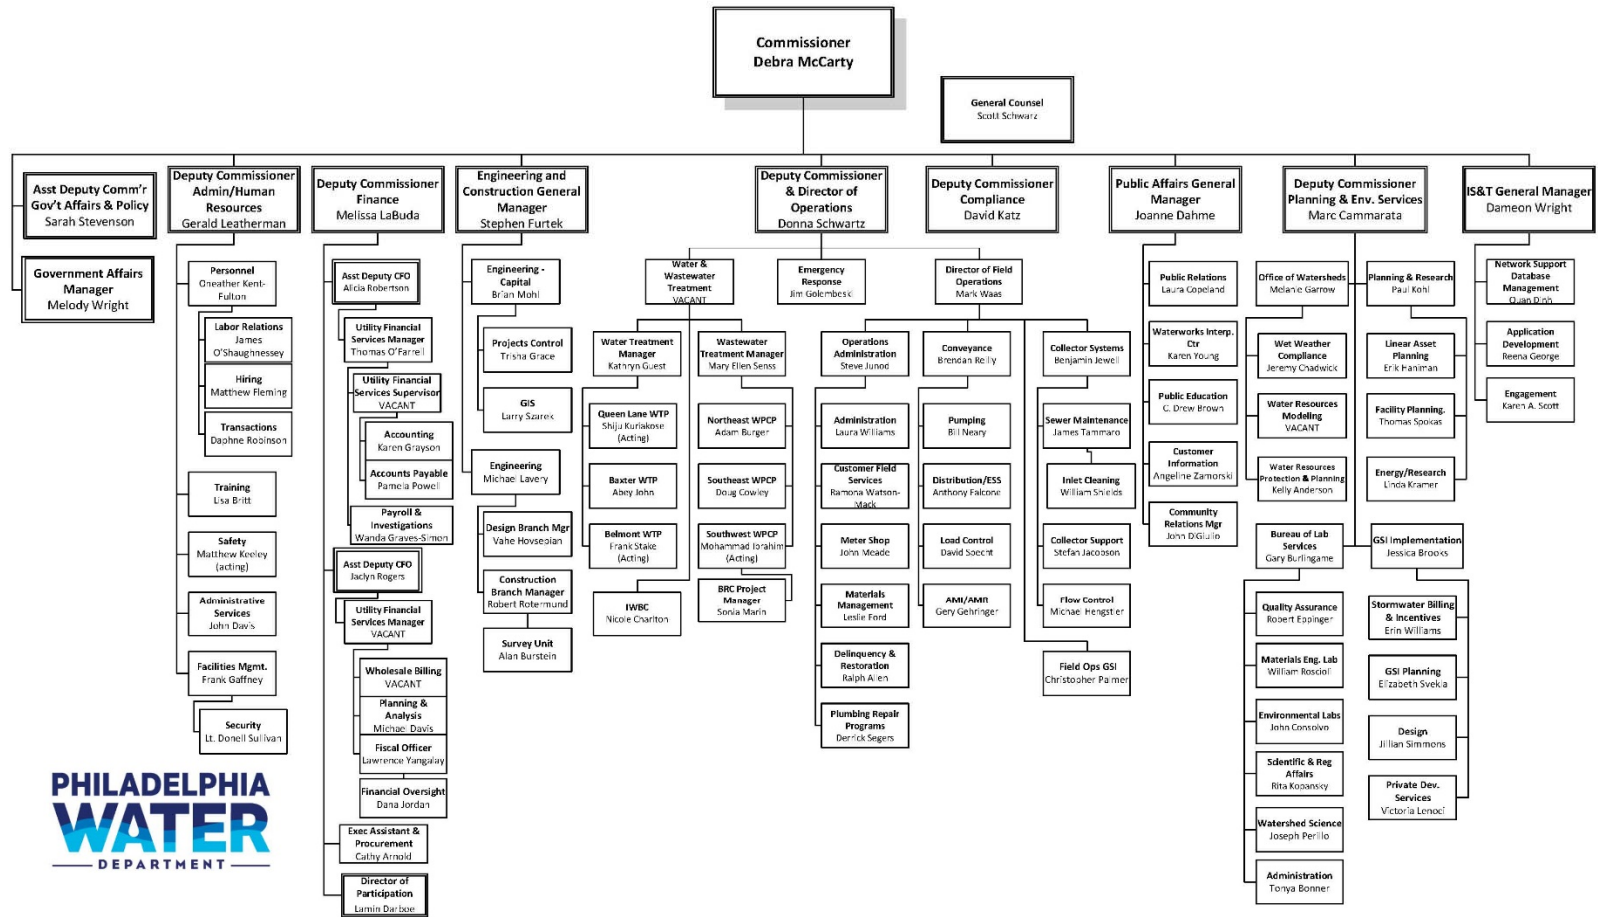 Commissioner
Debra McCarty
General Counsel
Scott Schwarz
Asst Deputy Comm'r
Gov't Affairs & Policy
Sarah Stevenson
Government Affairs
Manager
Melody Wright
Deputy Commissioner
Admin/Human
Resources
Gerald Leatherman
Personnel
Oneather Kent-
Fulton
Labor Relations
James
O'Shaughnessey
Hiring
Matthew Fleming
Transactions
Daphne Robinson
Training
Lisa Britt
Safety
Matthew Keeley
(acting)
Administrative
Services
John Davis
Facilities Mgmt.
Frank Gaffney
Security
Lt. Donell Sullivan
Deputy Commissioner
Finance
Melissa LaBuda
Asst Deputy CFO
Alicia Robertson
Utility Financial
Services Manager
Thomas O'Farrell
Utility Financial
Services Supervisor
VACANT
Accounting
Karen Grayson
Accounts Payable
Pamela Powell
Payroll &
Investigations
Wanda Graves-Simon
Asst Deputy CFO
Jaclyn Rogers
Utility Financial
Services Manager
VACANT
Wholesale Billing
VACANT
Planning &
Analysis
Michael Davis
Fiscal Officer
Lawrence Yangalay
Financial Oversight
Dana Jordan
Exec Assistant &
Procurement
Cathy Arnold
Director of
Participation
Lamin Darboe
Engineering and
Construction General
Manager
Stephen Furtek
Engineering -
Capital
Brian Mohl
Projects Control
Trisha Grace
GIS
Larry Szarek
Engineering
Michael Lavery
Design Branch Mgr
Vahe Hovsepian
Construction
Branch Manager
Robert Rotermund
Survey Unit
Alan Burstein
Deputy Commissioner
& Director of
Operations
Donna Schwartz
Water &
Wastewater
Treatment
VACANT
Water Treatment
Manager
Kathryn Guest
Queen Lane WTP
Shiju Kuriakose
(Acting)
Baxter WTP
Abey John
Belmont WTP
Frank Stake
(Acting)
IWBC
Nicole Charlton
Wastewater
Treatment Manager
Mary Ellen Senss
Northeast WPCP
Adam Burger
Southeast WPCP
Doug Cowley
Southwest WPCP
Mohammad Ibrahim
(Acting)
BRC Project
Manager
Sonia Marin
Emergency
Response
Jim Golembeski
Director of Field
Operations
Mark Waas
Operations
Administration
Steve Junod
Administration
Laura Williams
Customer Field
Services
Ramona Watson-
Mack
Meter Shop
John Meade
Materials
Management
Leslie Ford
Delinquency &
Restoration
Ralph Allen
Plumbing Repair
Programs
Derrick Segers
Conveyance
Brendan Reilly
Pumping
Bill Neary
Distribution/ESS
Anthony Falcone
Load Control
David Specht
AMI/AMR
Gery Gehringer
Collector Systems
Benjamin Jewell
Sewer Maintenance
James Tammaro
Inlet Cleaning
William Shields
Collector Support
Stefan Jacobson
Flow Control
Michael Hengstler
Field Ops GSI
Christopher Palmer
Deputy Commissioner
Compliance
David Katz
Public Affairs General
Manager
Joanne Dahme
Public Relations
Laura Copeland
Waterworks Interp.
Ctr
Karen Young
Public Education
C. Drew Brown
Customer
Information
Angeline Zamorski
Community
Relations Mgr
John DiGiulio
Deputy Commissioner
Planning & Env. Services
Marc Cammarata
Office of Watersheds
Melanie Garrow
Wet Weather
Compliance
Jeremy Chadwick
Water Resources
Modeling
VACANT
Water Resources
Protection & Planning
Kelly Anderson
Planning & Research
Paul Kohl
Linear Asset
Planning
Erik Haniman
Facility Planning.
Thomas Spokas
Energy/Research
Linda Kramer
Bureau of Lab
Services
Gary Burlingame
Quality Assurance
Robert Eppinger
Materials Eng. Lab
William Roscioli
Environmental Labs
John Consolvo
Scientific & Reg
Affairs
Rita Kopansky
Watershed Science
Joseph Perillo
Administration
Tonya Bonner
GSI Implementation
Jessica Brooks
Stormwater Billing
& Incentives
Erin Williams
GSI Planning
Elizabeth Svekla
Design
Jillian Simmons
Private Dev.
Services
Victoria Lenoci
IS&T General Manager
Dameon Wright
Network Support
Database
Management
Quan Dinh
Application
Development
Reena George
Engagement
Karen A. Scott
PHILADELPHIA
WATER
DEPARTMENT